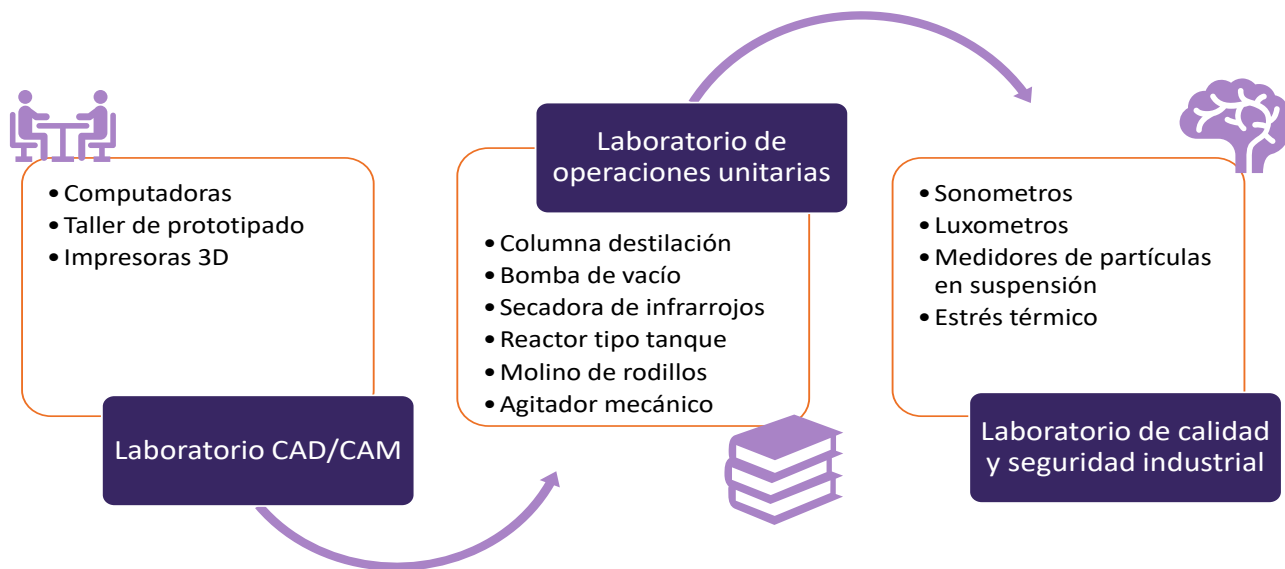 • Computadoras
• Taller de prototipado
• Impresoras 3D
Laboratorio CAD/CAM
Laboratorio de
operaciones unitarias
• Columna destilación
• Bomba de vacío
• Secadora de infrarrojos
• Reactor tipo tanque
• Molino de rodillos
• Agitador mecánico
• Sonometros
• Luxometros
• Medidores de partículas
en suspensión
• Estrés térmico
Laboratorio de calidad
y seguridad industrial